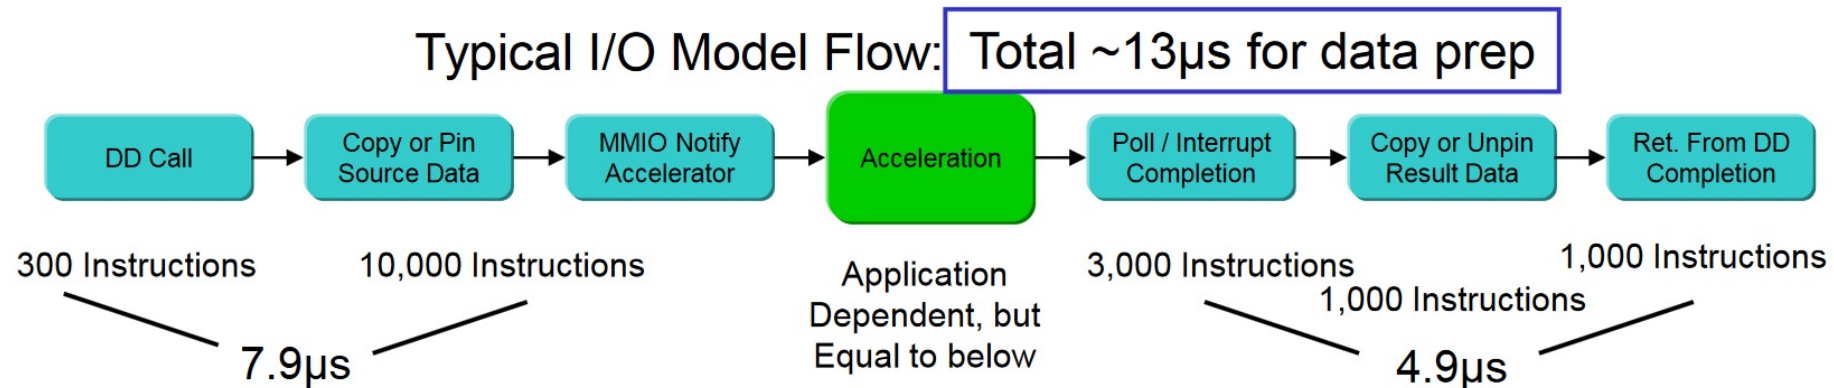 Typical I/O Model Flow: Total ~13µs for data prep
DD Call
Copy or Pin
Source Data
MMIO Notify
Accelerator
Acceleration
Poll / Interrupt
Completion
Copy or Unpin
Result Data
Ret. From DD
Completion
300 Instructions
10,000 Instructions
Application
Dependent, but
Equal to below
3,000 Instructions
1,000 Instructions
1,000 Instructions
7.9µs
4.9µs